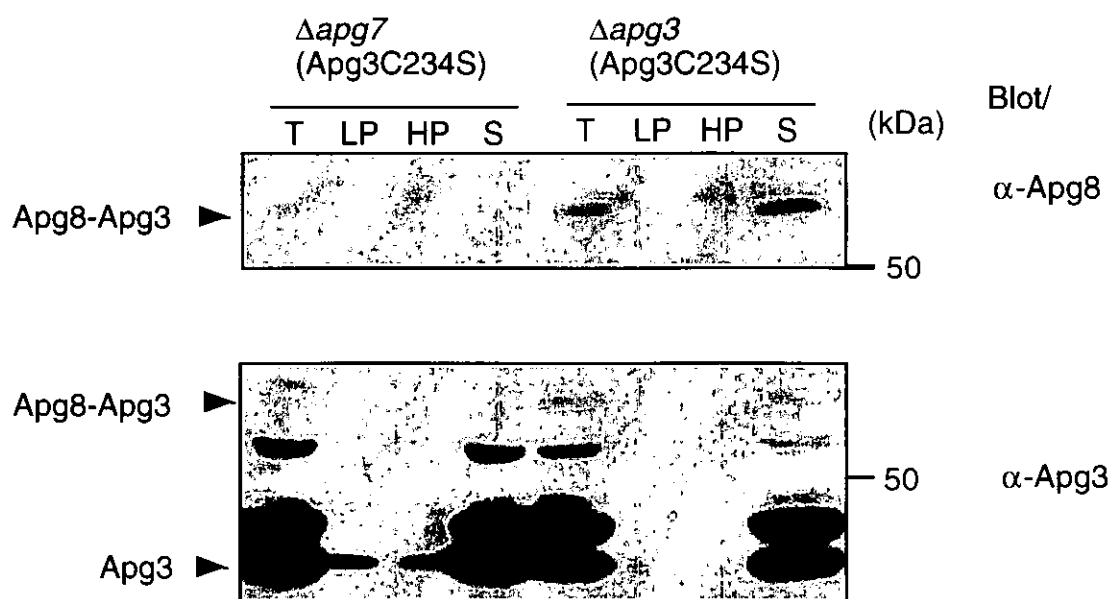 Δapg7 Δapg3
(Apg3C234S) (Apg3C234S)
Blot/
T LP HP S T LP HP S (kDa)
Apg8-Apg3 α-Apg8
50
Apg8-Apg3
50 α-Apg3
Apg3